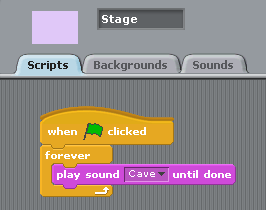 Stage
Scripts Backgrounds Sounds
when clicked
forever
play sound Cave until done